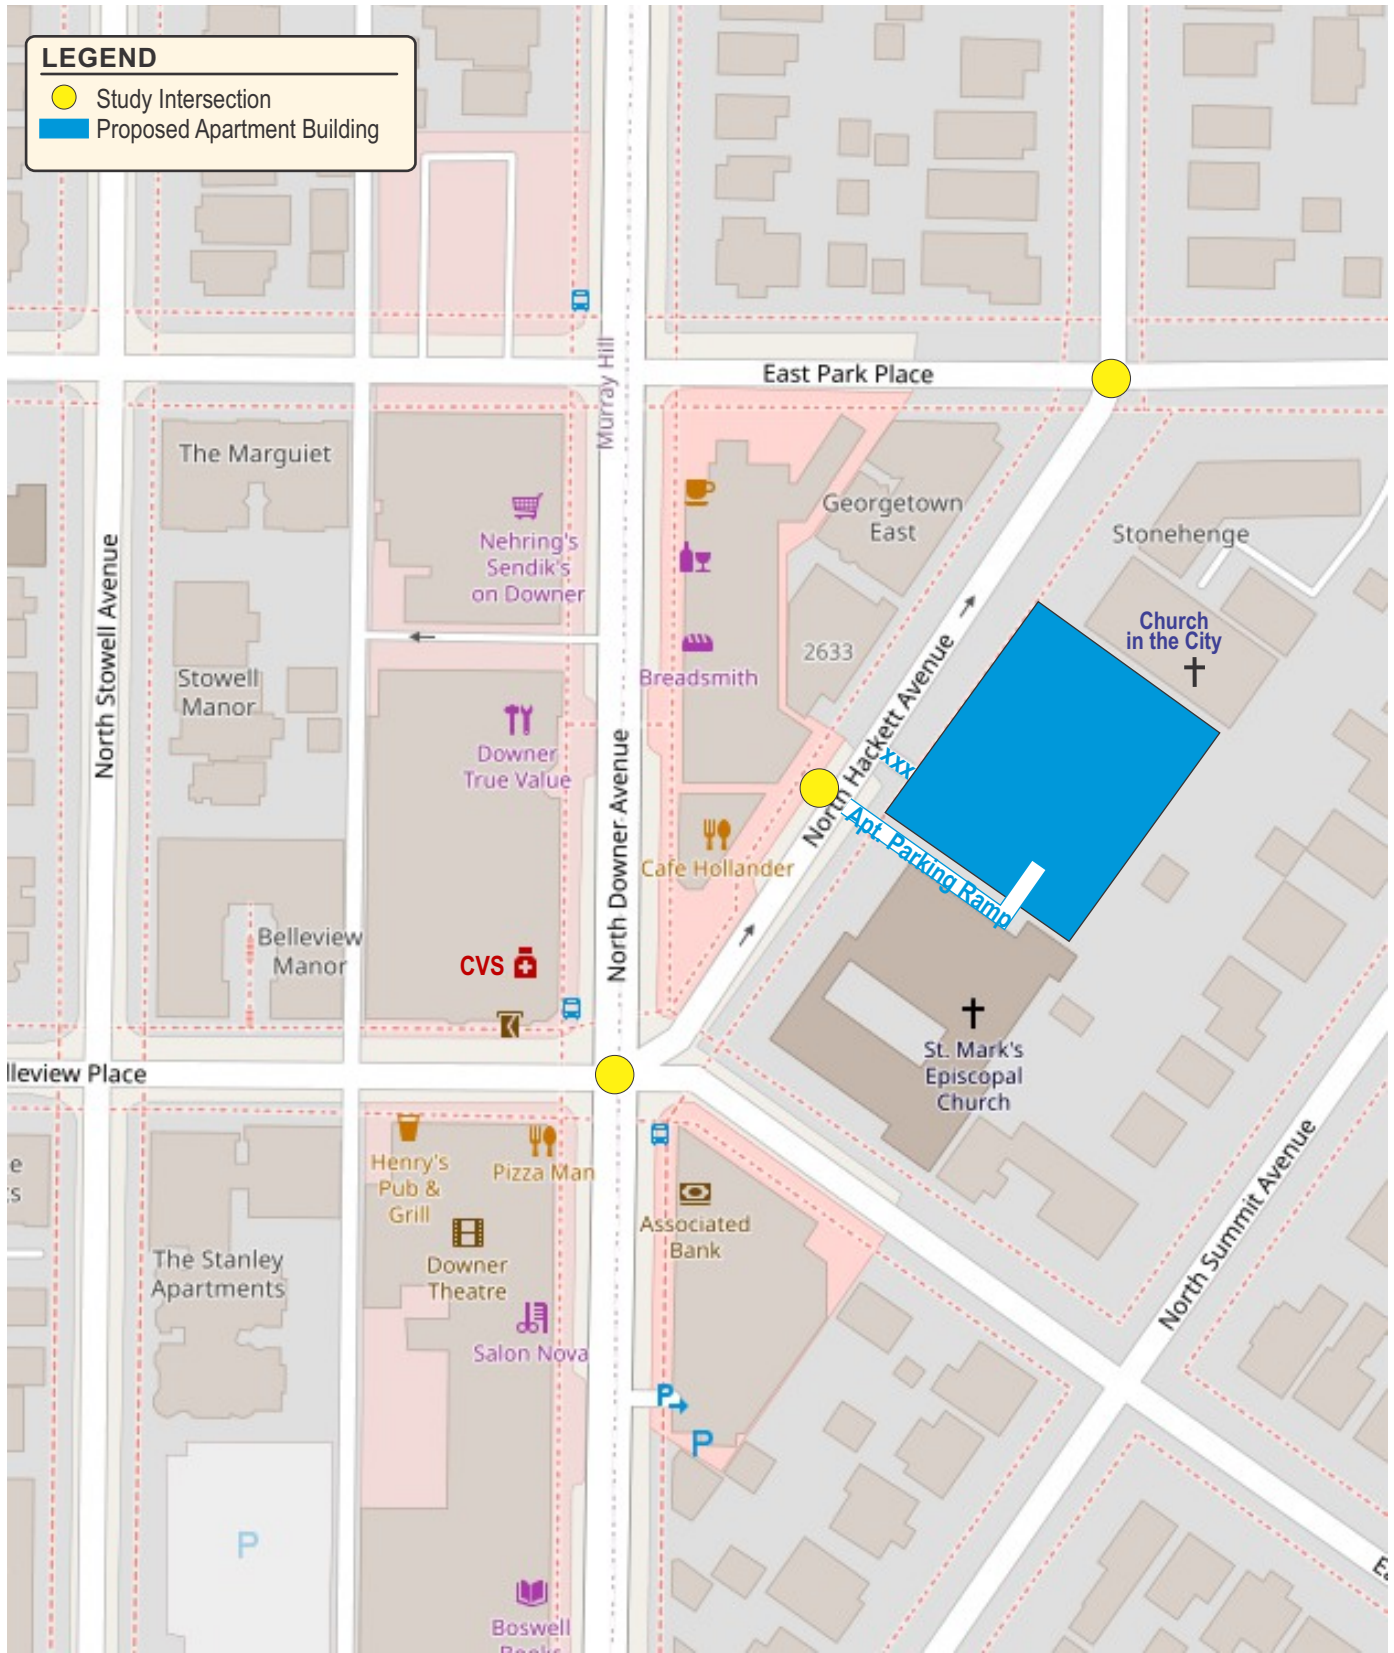 LEGEND
Study Intersection
Proposed Apartment Building
Murray Hill
East Park Place
The Marguiet
Nehring's
Sendik's
on Downer
Georgetown
East
Stonehenge
North Stowell Avenue
Church
in the City
2633
Breadsmith
Stowell
Manor
North Hackett Avenue
Downer
True Value
North Downer Avenue
xxx
Apt. Parking Ramp
Cafe Hollander
Belleview
Manor
CVS
St. Mark's
Episcopal
Church
lleview Place
Henry's
Pub &
Grill
Pizza Man
e
s
Associated
Bank
North Summit Avenue
The Stanley
Apartments
Downer
Theatre
Salon Nova
P
P
P
Boswell
Books